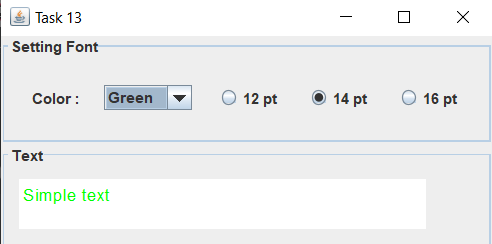 Task 13
Setting Font
Color : Green 12 pt 14 pt 16 pt
Text
Simple text